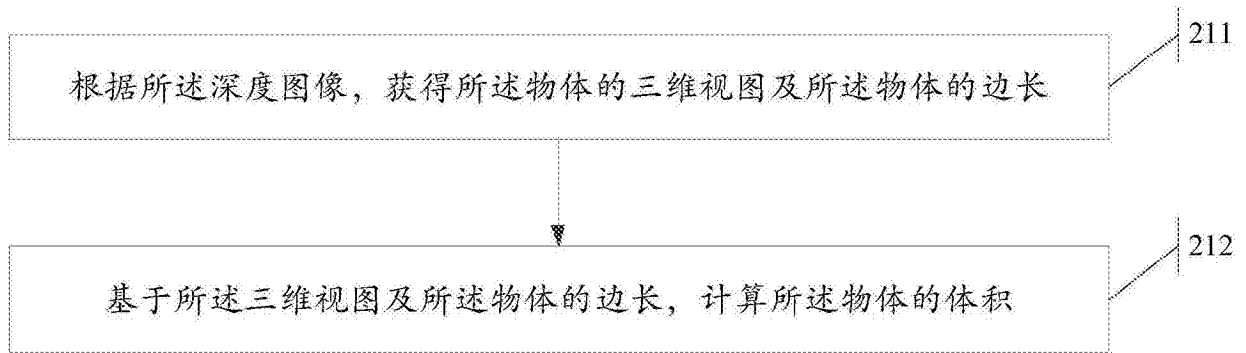 211
根据所述深度图像，获得所述物体的三维视图及所述物体的边长
212
基于所述三维视图及所述物体的边长，计算所述物体的体积